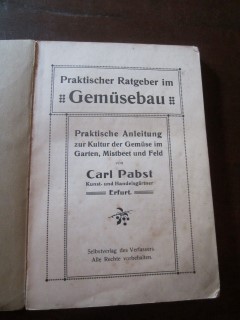 Praktischer Ratgeber im
Gemüsebau
Praktische Anleitung
zur Kultur der Gemüse im
Garten, Mistbeet und Feld
von
Carl Pabst
Kunst- und Handelsgärtner
Erfurt.
Selbstverlag des Verfassers.
Alle Rechte vorbehalten.